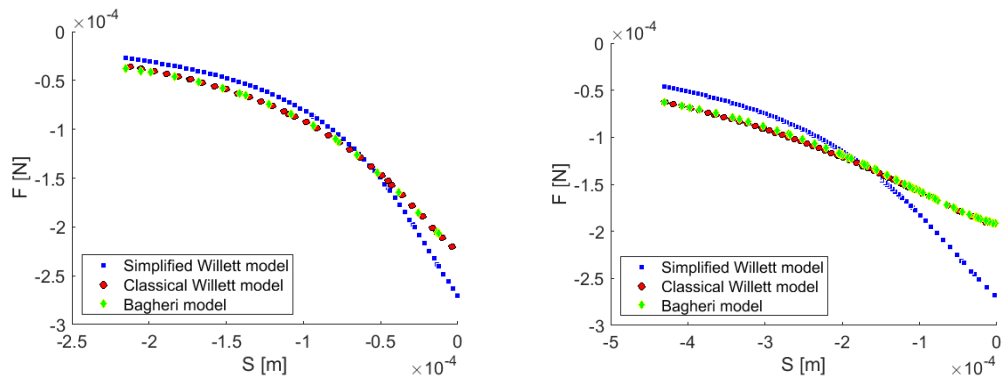 ×10⁻⁴
0
-0.5
-1
-1.5
-2
-2.5
-3
F [N]
Simplified Willett model
Classical Willett model
Bagheri model
-2.5 -2 -1.5 -1 -0.5 0
S [m]
×10⁻⁴
×10⁻⁴
0
-0.5
-1
-1.5
-2
-2.5
-3
F [N]
Simplified Willett model
Classical Willett model
Bagheri model
-5 -4 -3 -2 -1 0
S [m]
×10⁻⁴